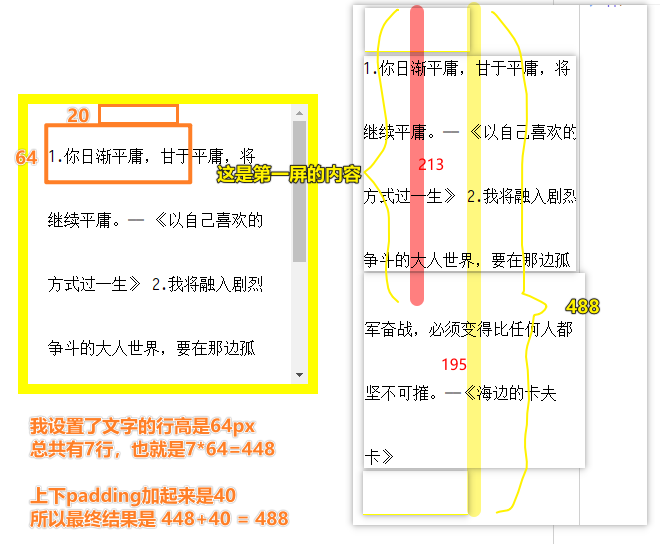 20
64
1.你日渐平庸，甘于平庸，将
继续平庸。— 《以自己喜欢的
方式过一生》 2.我将融入剧烈
争斗的大人世界，要在那边孤
我设置了文字的行高是64px
总共有7行，也就是7*64=448
上下padding加起来是40
所以最终结果是 448+40 = 488
这是第一屏的内容
1.你日渐平庸，甘于平庸，将
继续平庸。— 《以自己喜欢的
213
方式过一生》 2.我将融入剧烈
争斗的大人世界，要在那边孤
488
军奋战，必须变得比任何人都
195
坚不可摧。—《海边的卡夫
卡》